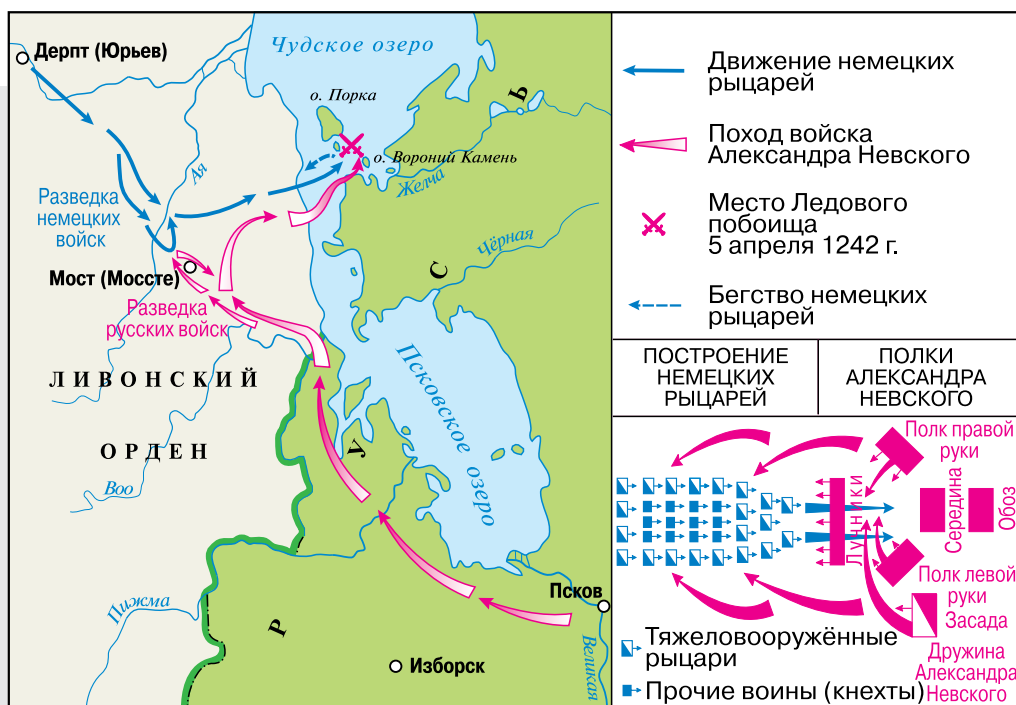 Дерпт (Юрьев)
Чудское озеро
о. Порка
о. Вороний Камень
Желча
Ая
Разведка
немецких
войск
Чёрная
Мост (Моссте)
Разведка
русских войск
ЛИВОНСКИЙ
ОРДЕН
Псковское озеро
Воо
Пижма
Р У С Ь
Псков
Изборск
Великая
Движение немецких
рыцарей
Поход войска
Александра Невского
Место Ледового
побоища
5 апреля 1242 г.
Бегство немецких
рыцарей
ПОСТРОЕНИЕ
НЕМЕЦКИХ
РЫЦАРЕЙ
ПОЛКИ
АЛЕКСАНДРА
НЕВСКОГО
Полк правой
руки
Лучники
Середина
Обоз
Полк левой
руки
Засада
Дружина
Александра
Невского
Тяжеловооружённые
рыцари
Прочие воины (кнехты)